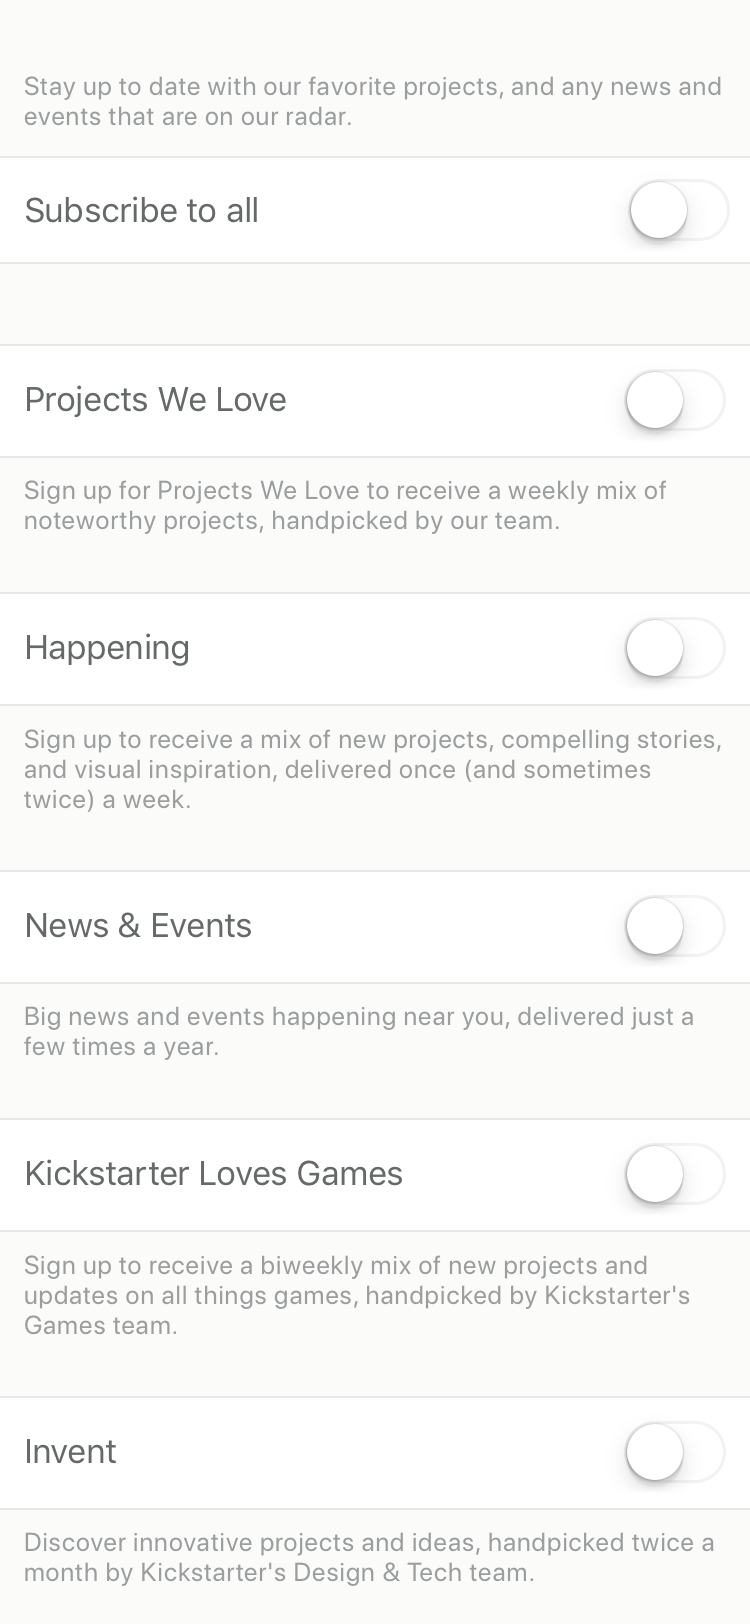 Stay up to date with our favorite projects, and any news and
events that are on our radar.
Subscribe to all
Projects We Love
Sign up for Projects We Love to receive a weekly mix of
noteworthy projects, handpicked by our team.
Happening
Sign up to receive a mix of new projects, compelling stories,
and visual inspiration, delivered once (and sometimes
twice) a week.
News & Events
Big news and events happening near you, delivered just a
few times a year.
Kickstarter Loves Games
Sign up to receive a biweekly mix of new projects and
updates on all things games, handpicked by Kickstarter's
Games team.
Invent
Discover innovative projects and ideas, handpicked twice a
month by Kickstarter's Design & Tech team.